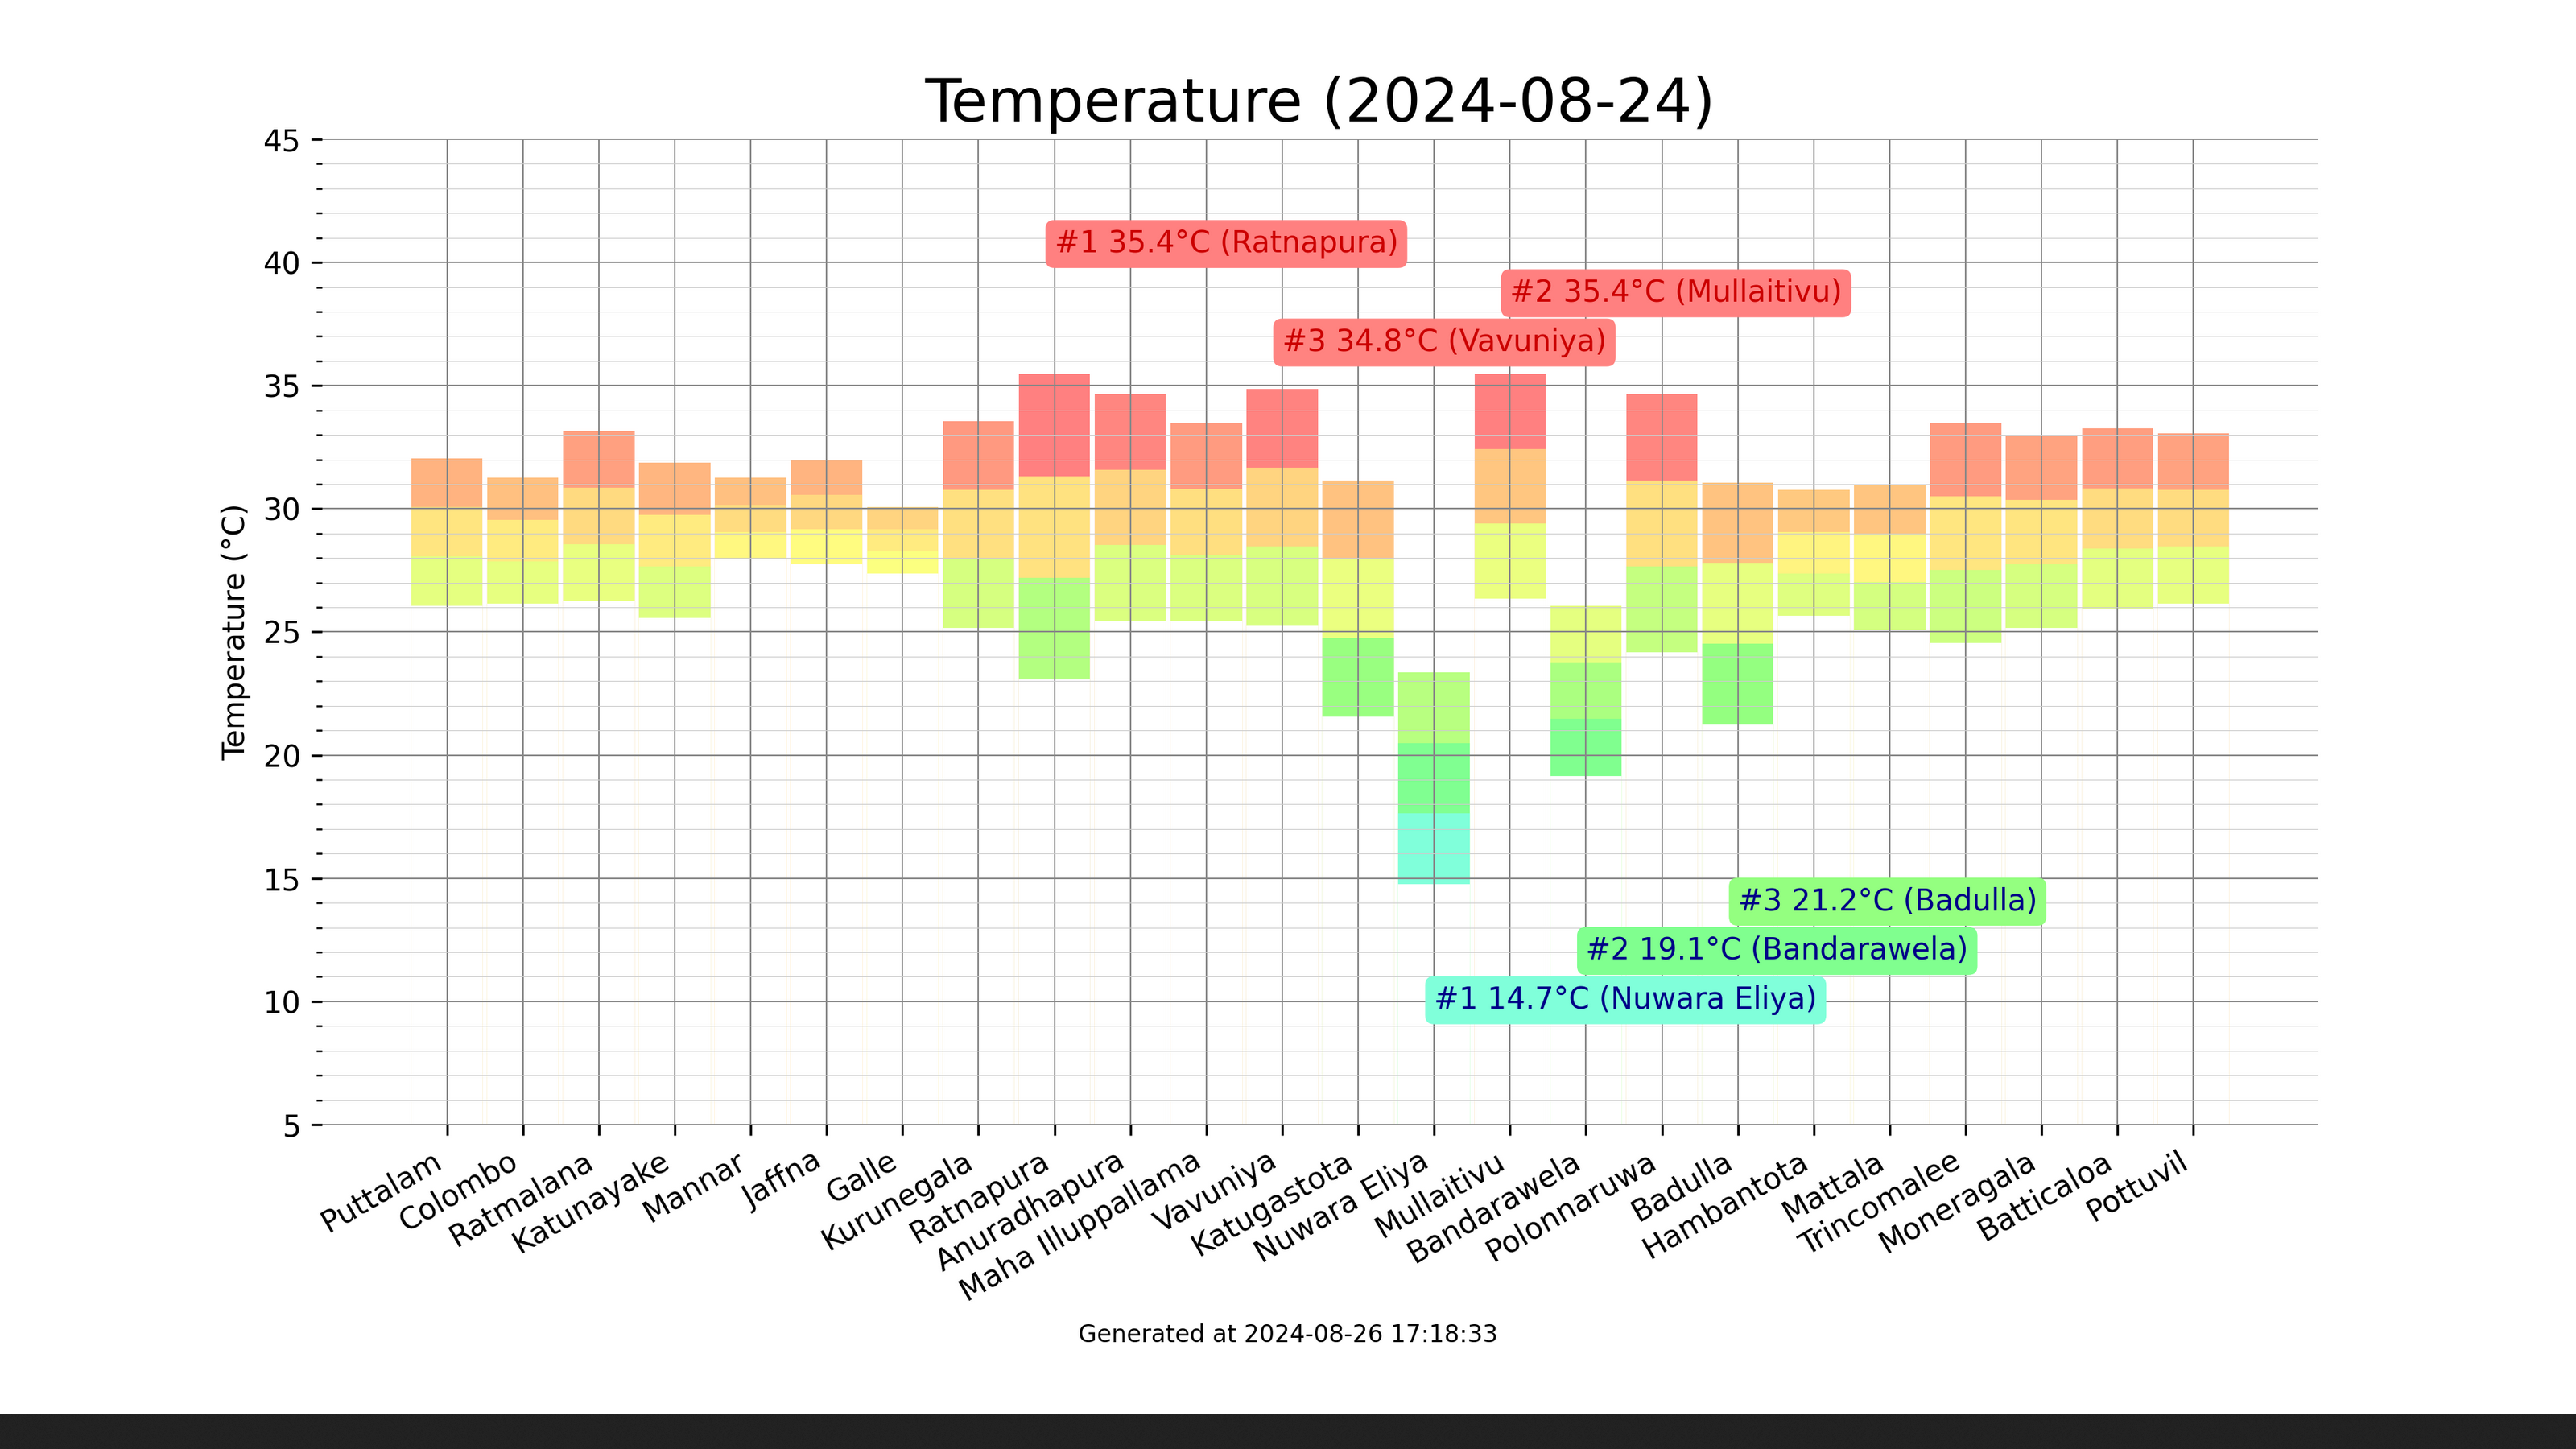 Temperature (2024-08-24)
Temperature (°C)
45
40
35
30
25
20
15
10
5
#1 35.4°C (Ratnapura)
#2 35.4°C (Mullaitivu)
#3 34.8°C (Vavuniya)
#3 21.2°C (Badulla)
#2 19.1°C (Bandarawela)
#1 14.7°C (Nuwara Eliya)
Puttalam
Colombo
Ratmalana
Katunayake
Mannar
Jaffna
Galle
Kurunegala
Ratnapura
Anuradhapura
Maha Illuppallama
Vavuniya
Katugastota
Nuwara Eliya
Mullaitivu
Bandarawela
Polonnaruwa
Badulla
Hambantota
Mattala
Trincomalee
Moneragala
Batticaloa
Pottuvil
Generated at 2024-08-26 17:18:33